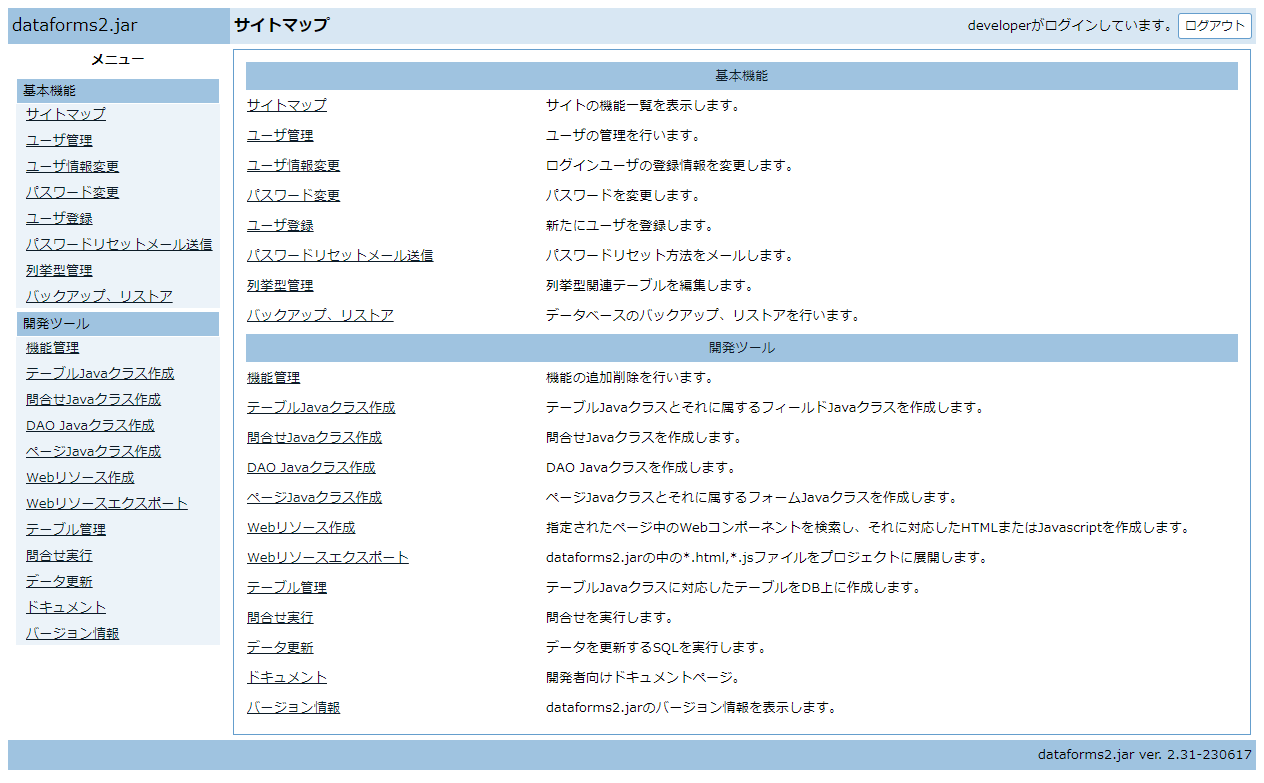 dataforms2.jar
サイトマップ
developerがログインしています。 ログアウト
メニュー
基本機能
サイトマップ
ユーザ管理
ユーザ情報変更
パスワード変更
ユーザ登録
パスワードリセットメール送信
列挙型管理
バックアップ、リストア
開発ツール
機能管理
テーブルJavaクラス作成
問合せJavaクラス作成
DAO Javaクラス作成
ページJavaクラス作成
Webリソース作成
Webリソースエクスポート
テーブル管理
問合せ実行
データ更新
ドキュメント
バージョン情報
基本機能
サイトマップ サイトの機能一覧を表示します。
ユーザ管理 ユーザの管理を行います。
ユーザ情報変更 ログインユーザの登録情報を変更します。
パスワード変更 パスワードを変更します。
ユーザ登録 新たにユーザを登録します。
パスワードリセットメール送信 パスワードリセット方法をメールします。
列挙型管理 列挙型関連テーブルを編集します。
バックアップ、リストア データベースのバックアップ、リストアを行います。
開発ツール
機能管理 機能の追加削除を行います。
テーブルJavaクラス作成 テーブルJavaクラスとそれに属するフィールドJavaクラスを作成します。
問合せJavaクラス作成 問合せJavaクラスを作成します。
DAO Javaクラス作成 DAO Javaクラスを作成します。
ページJavaクラス作成 ページJavaクラスとそれに属するフォームJavaクラスを作成します。
Webリソース作成 指定されたページ中のWebコンポーネントを検索し、それに対応したHTMLまたはJavascriptを作成します。
Webリソースエクスポート dataforms2.jarの中の*.html,*.jsファイルをプロジェクトに展開します。
テーブル管理 テーブルJavaクラスに対応したテーブルをDB上に作成します。
問合せ実行 問合せを実行します。
データ更新 データを更新するSQLを実行します。
ドキュメント 開発者向けドキュメントページ。
バージョン情報 dataforms2.jarのバージョン情報を表示します。
dataforms2.jar ver. 2.31-230617